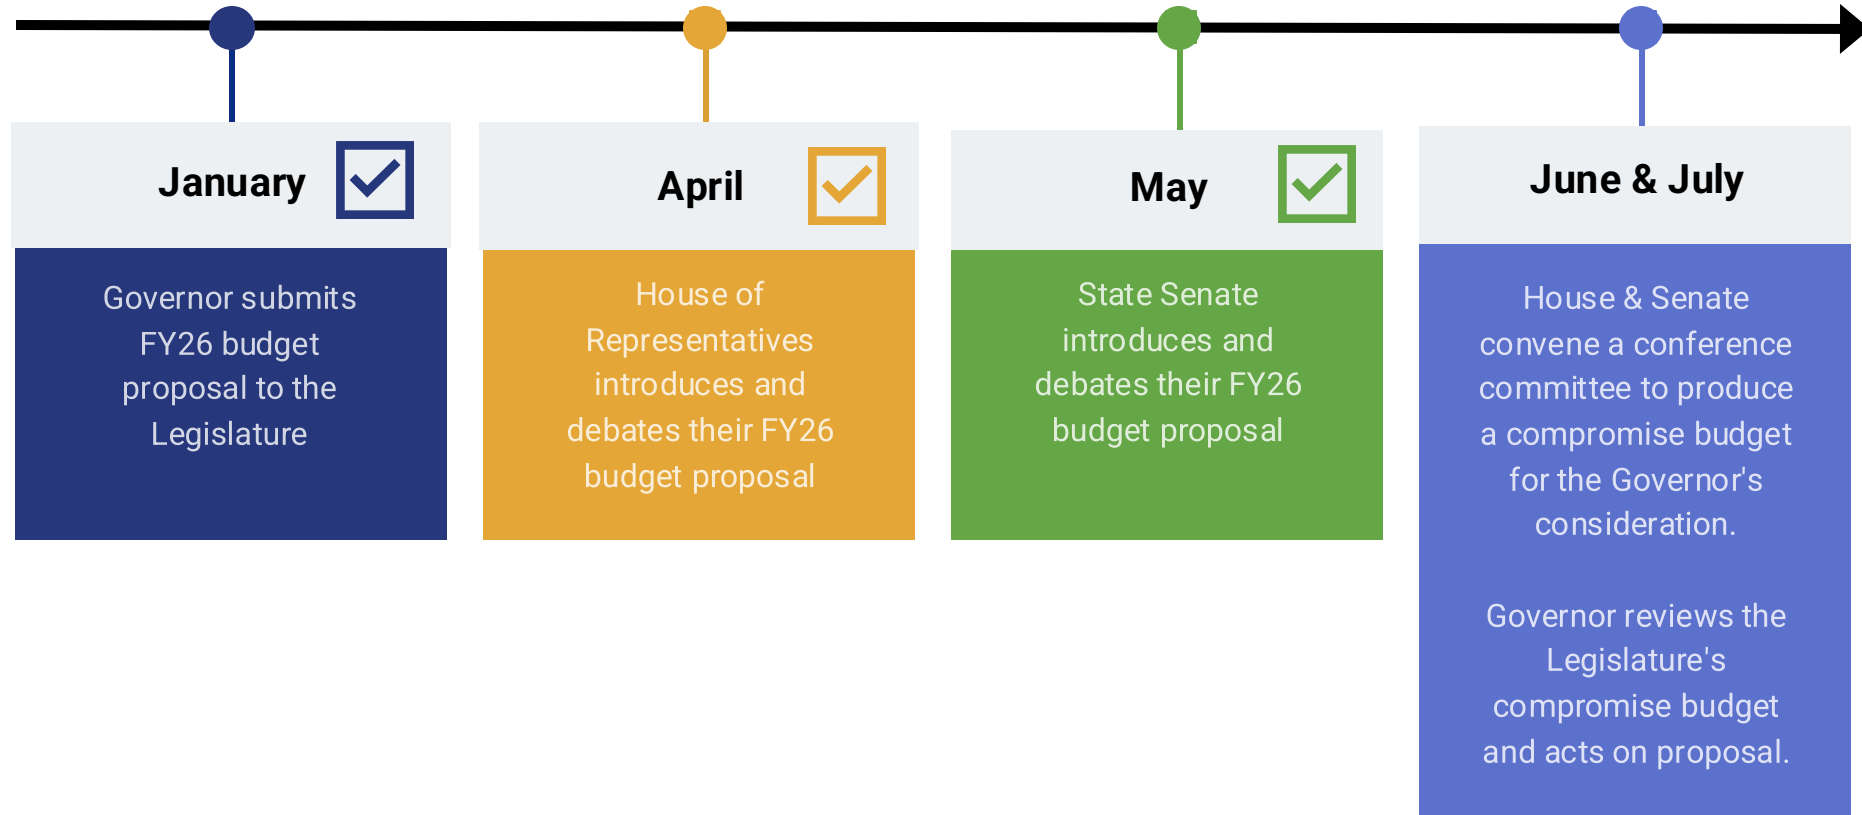 January
Governor submits
FY26 budget
proposal to the
Legislature
April
House of
Representatives
introduces and
debates their FY26
budget proposal
May
State Senate
introduces and
debates their FY26
budget proposal
June & July
House & Senate
convene a conference
committee to produce
a compromise budget
for the Governor's
consideration.
Governor reviews the
Legislature's
compromise budget
and acts on proposal.